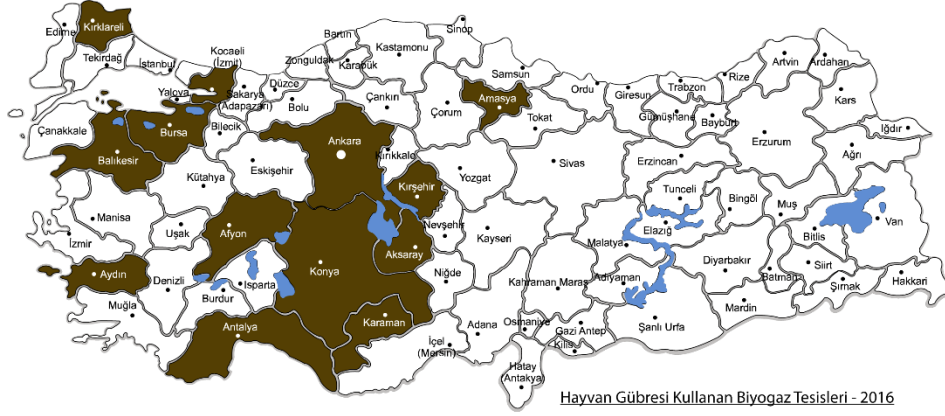 Kırklareli
Edirne
Tekirdağ
İstanbul
Kocaeli
(İzmit)
Yalova
Sakarya
(Adapazarı)
Düzce
Bolu
Zonguldak
Bartın
Karabük
Kastamonu
Sinop
Çankırı
Samsun
Amasya
Çorum
Tokat
Ordu
Giresun
Trabzon
Rize
Artvin
Ardahan
Gümüşhane
Bayburt
Kars
Iğdır
Erzurum
Ağrı
Çanakkale
Bursa
Bilecik
Balıkesir
Kütahya
Eskişehir
Ankara
Kırıkkale
Kırşehir
Yozgat
Sivas
Erzincan
Tunceli
Bingöl
Muş
Elazığ
Bitlis
Van
Manisa
Uşak
Afyon
İzmir
Aydın
Denizli
Muğla
Burdur
Isparta
Antalya
Konya
Aksaray
Nevşehir
Niğde
Kayseri
Karaman
Malatya
Adıyaman
Kahraman Maraş
Diyarbakır
Batman
Siirt
Şırnak
Hakkari
Mardin
Şanlı Urfa
Adana
Osmaniye
Gazi Antep
Kilis
İçel
(Mersin)
Hatay
(Antakya)
Hayvan Gübresi Kullanan Biyogaz Tesisleri - 2016